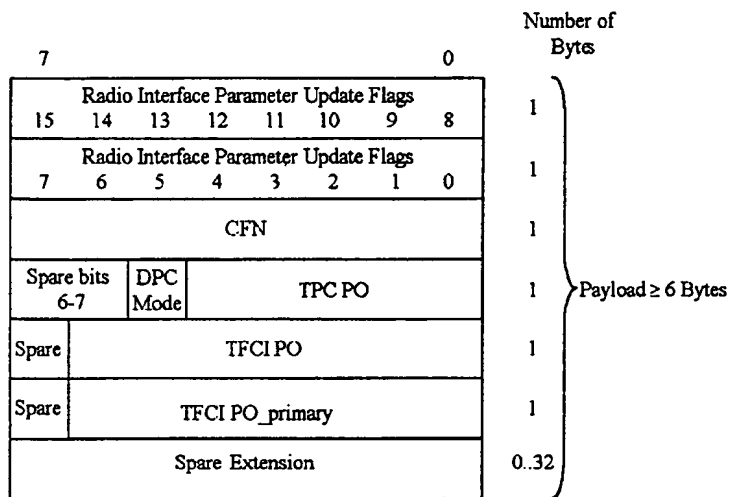 Number of
Bytes
7 0
Radio Interface Parameter Update Flags 1
15 14 13 12 11 10 9 8
Radio Interface Parameter Update Flags 1
7 6 5 4 3 2 1 0
CFN 1
Spare bits
6-7
DPC
Mode
TPC PO 1
Payload ≥ 6 Bytes
Spare TFCI PO 1
Spare TFCI PO_primary 1
Spare Extension 0..32